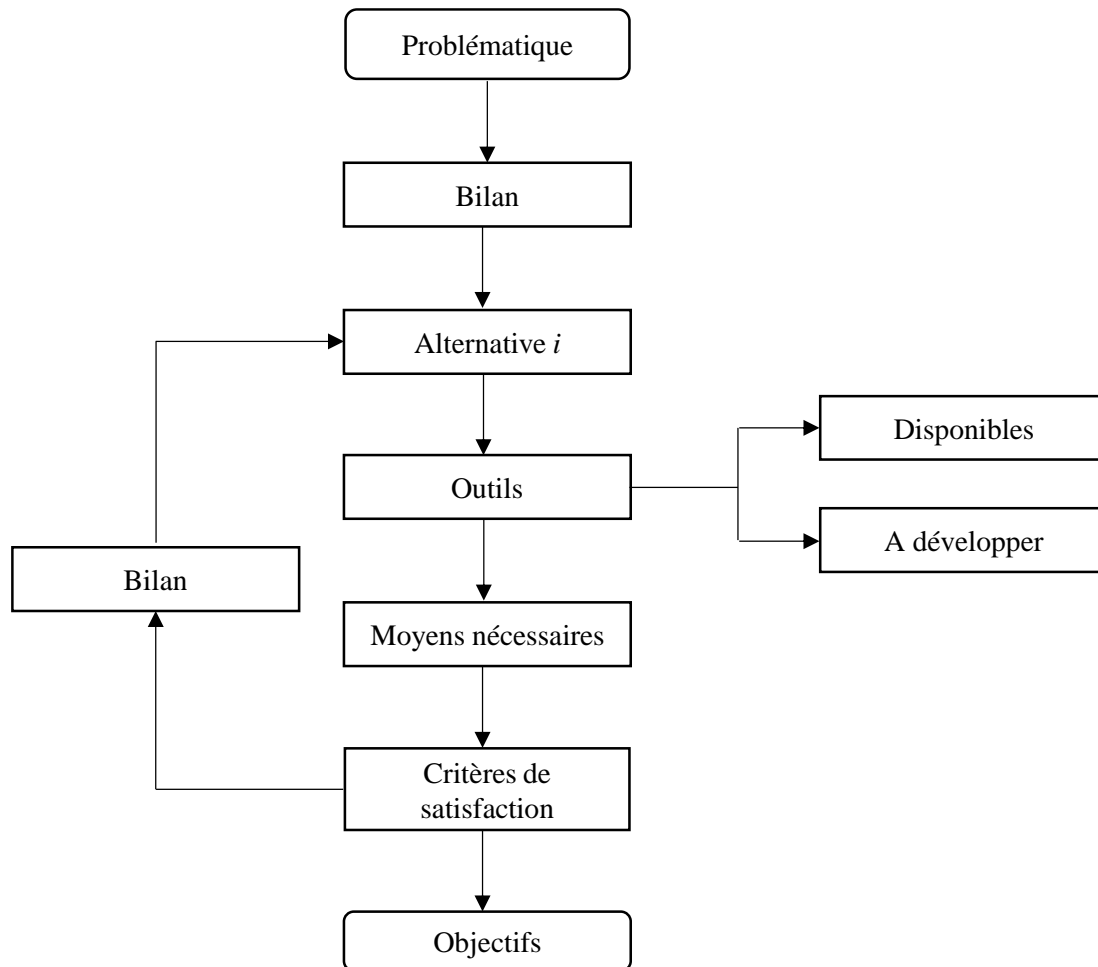 Problématique
Bilan
Alternative i
Disponibles
Outils
A développer
Bilan
Moyens nécessaires
Critères de
satisfaction
Objectifs